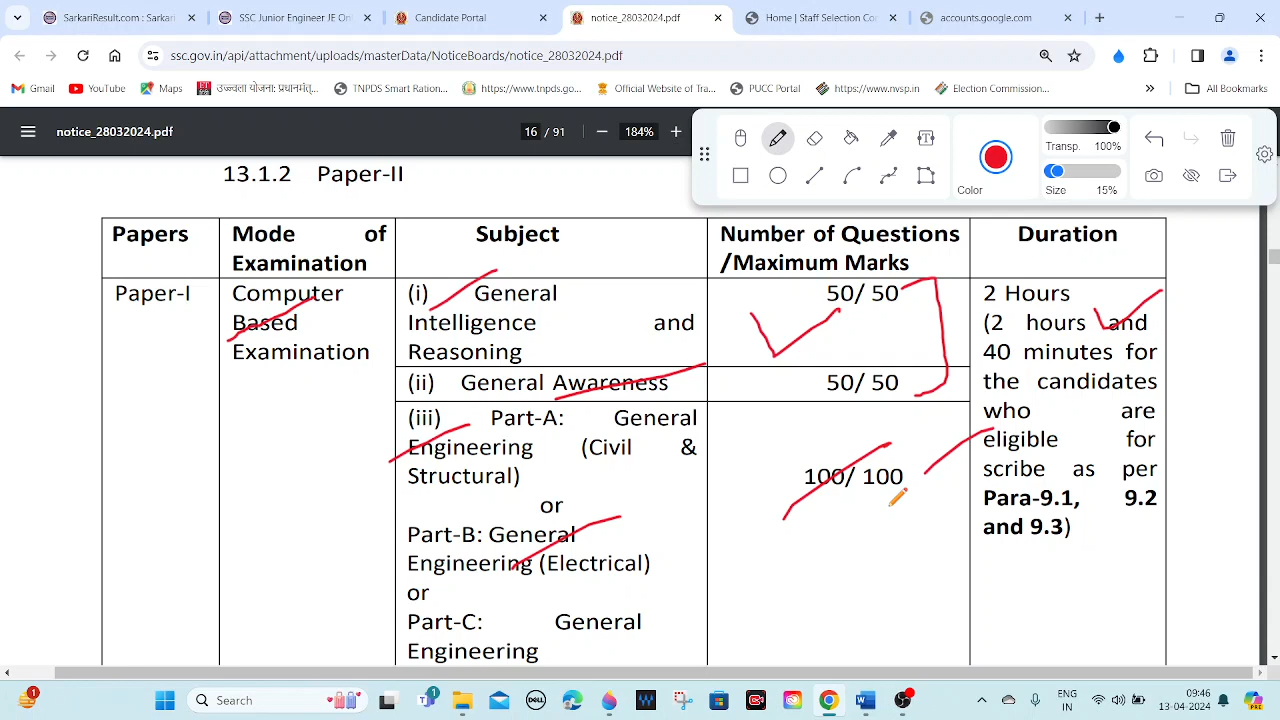 SarkariResult.com : Sarkari
SSC Junior Engineer JE Onl
Candidate Portal
notice_28032024.pdf
Home | Staff Selection Com
accounts.google.com
ssc.gov.in/api/attachment/uploads/masterData/NoticeBoards/notice_28032024.pdf
Gmail
YouTube
Maps
TNPDS Smart Ration...
https://www.tnpds.go...
Official Website of Tra...
PUCC Portal
https://www.nvsp.in
Election Commission...
»
All Bookmarks
notice_28032024.pdf
16 / 91
184%
Transp. 100%
Color
Size 15%
13.1.2 Paper-II
Papers
Mode of
Examination
Subject
Number of Questions
/Maximum Marks
Duration
Paper-I
Computer
Based
Examination
(i) General
Intelligence and
Reasoning
50/ 50
(ii) General Awareness
50/ 50
(iii) Part-A: General
Engineering (Civil &
Structural)
or
Part-B: General
Engineering (Electrical)
or
Part-C: General
Engineering
100/ 100
2 Hours
(2 hours and
40 minutes for
the candidates
who are
eligible for
scribe as per
Para-9.1, 9.2
and 9.3)
1
Search
DELL
1
ENG
IN
09:46
13-04-2024
PRE